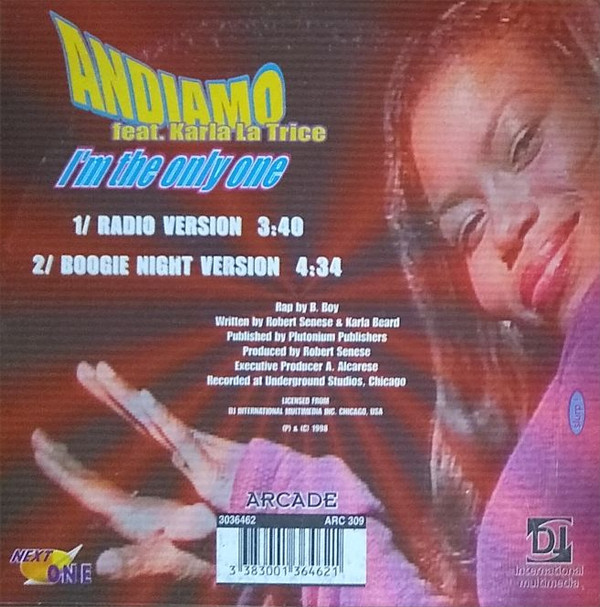 ANDIAMO
feat. Karla La Trice
I'm the only one
1/ RADIO VERSION 3:40
2/ BOOGIE NIGHT VERSION 4:34
Rap by B. Boy
Written by Robert Senese & Karla Beard
Published by Plutonium Publishers
Produced by Robert Senese
Executive Producer A. Alcarese
Recorded at Underground Studios, Chicago
LICENSED FROM
DJ INTERNATIONAL MULTIMEDIA INC. CHICAGO, USA
(P) & (C) 1998
ARCADE
3036462 ARC 309
3 383001 364621
NEXT
ONE
DJ
International
multimedia